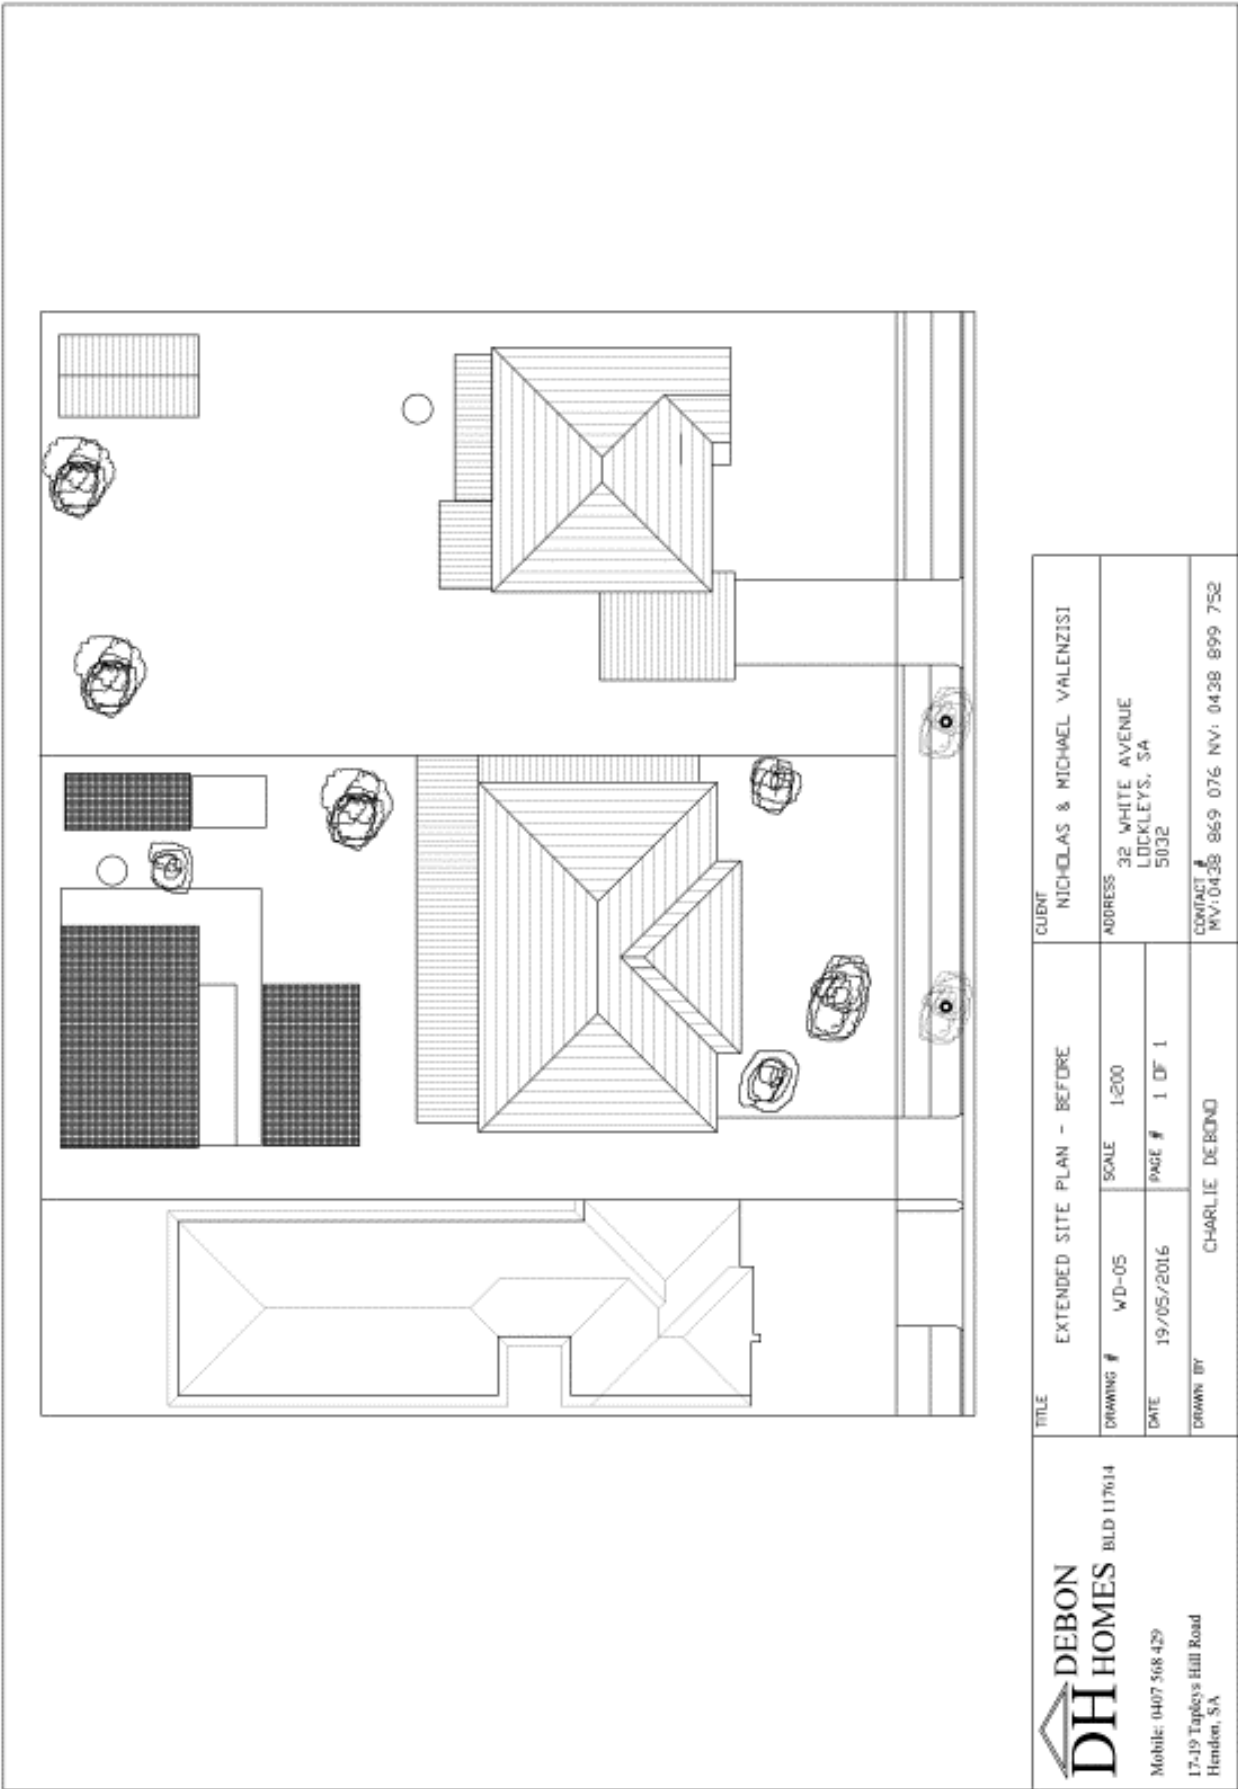 DH DEBON
HOMES BLD 117614
Mobile: 0407 568 429
17-19 Tapleys Hill Road
Hendon, SA
TITLE
EXTENDED SITE PLAN - BEFORE
DRAWING #
WD-05
SCALE
1:200
DATE
19/05/2016
PAGE # 1 OF 1
DRAWN BY
CHARLIE DEBONO
CLIENT
NICHOLAS & MICHAEL VALENZISI
ADDRESS
32 WHITE AVENUE
LOCKLEYS, SA
5032
CONTACT #
MV:0438 869 076 NV: 0438 899 752